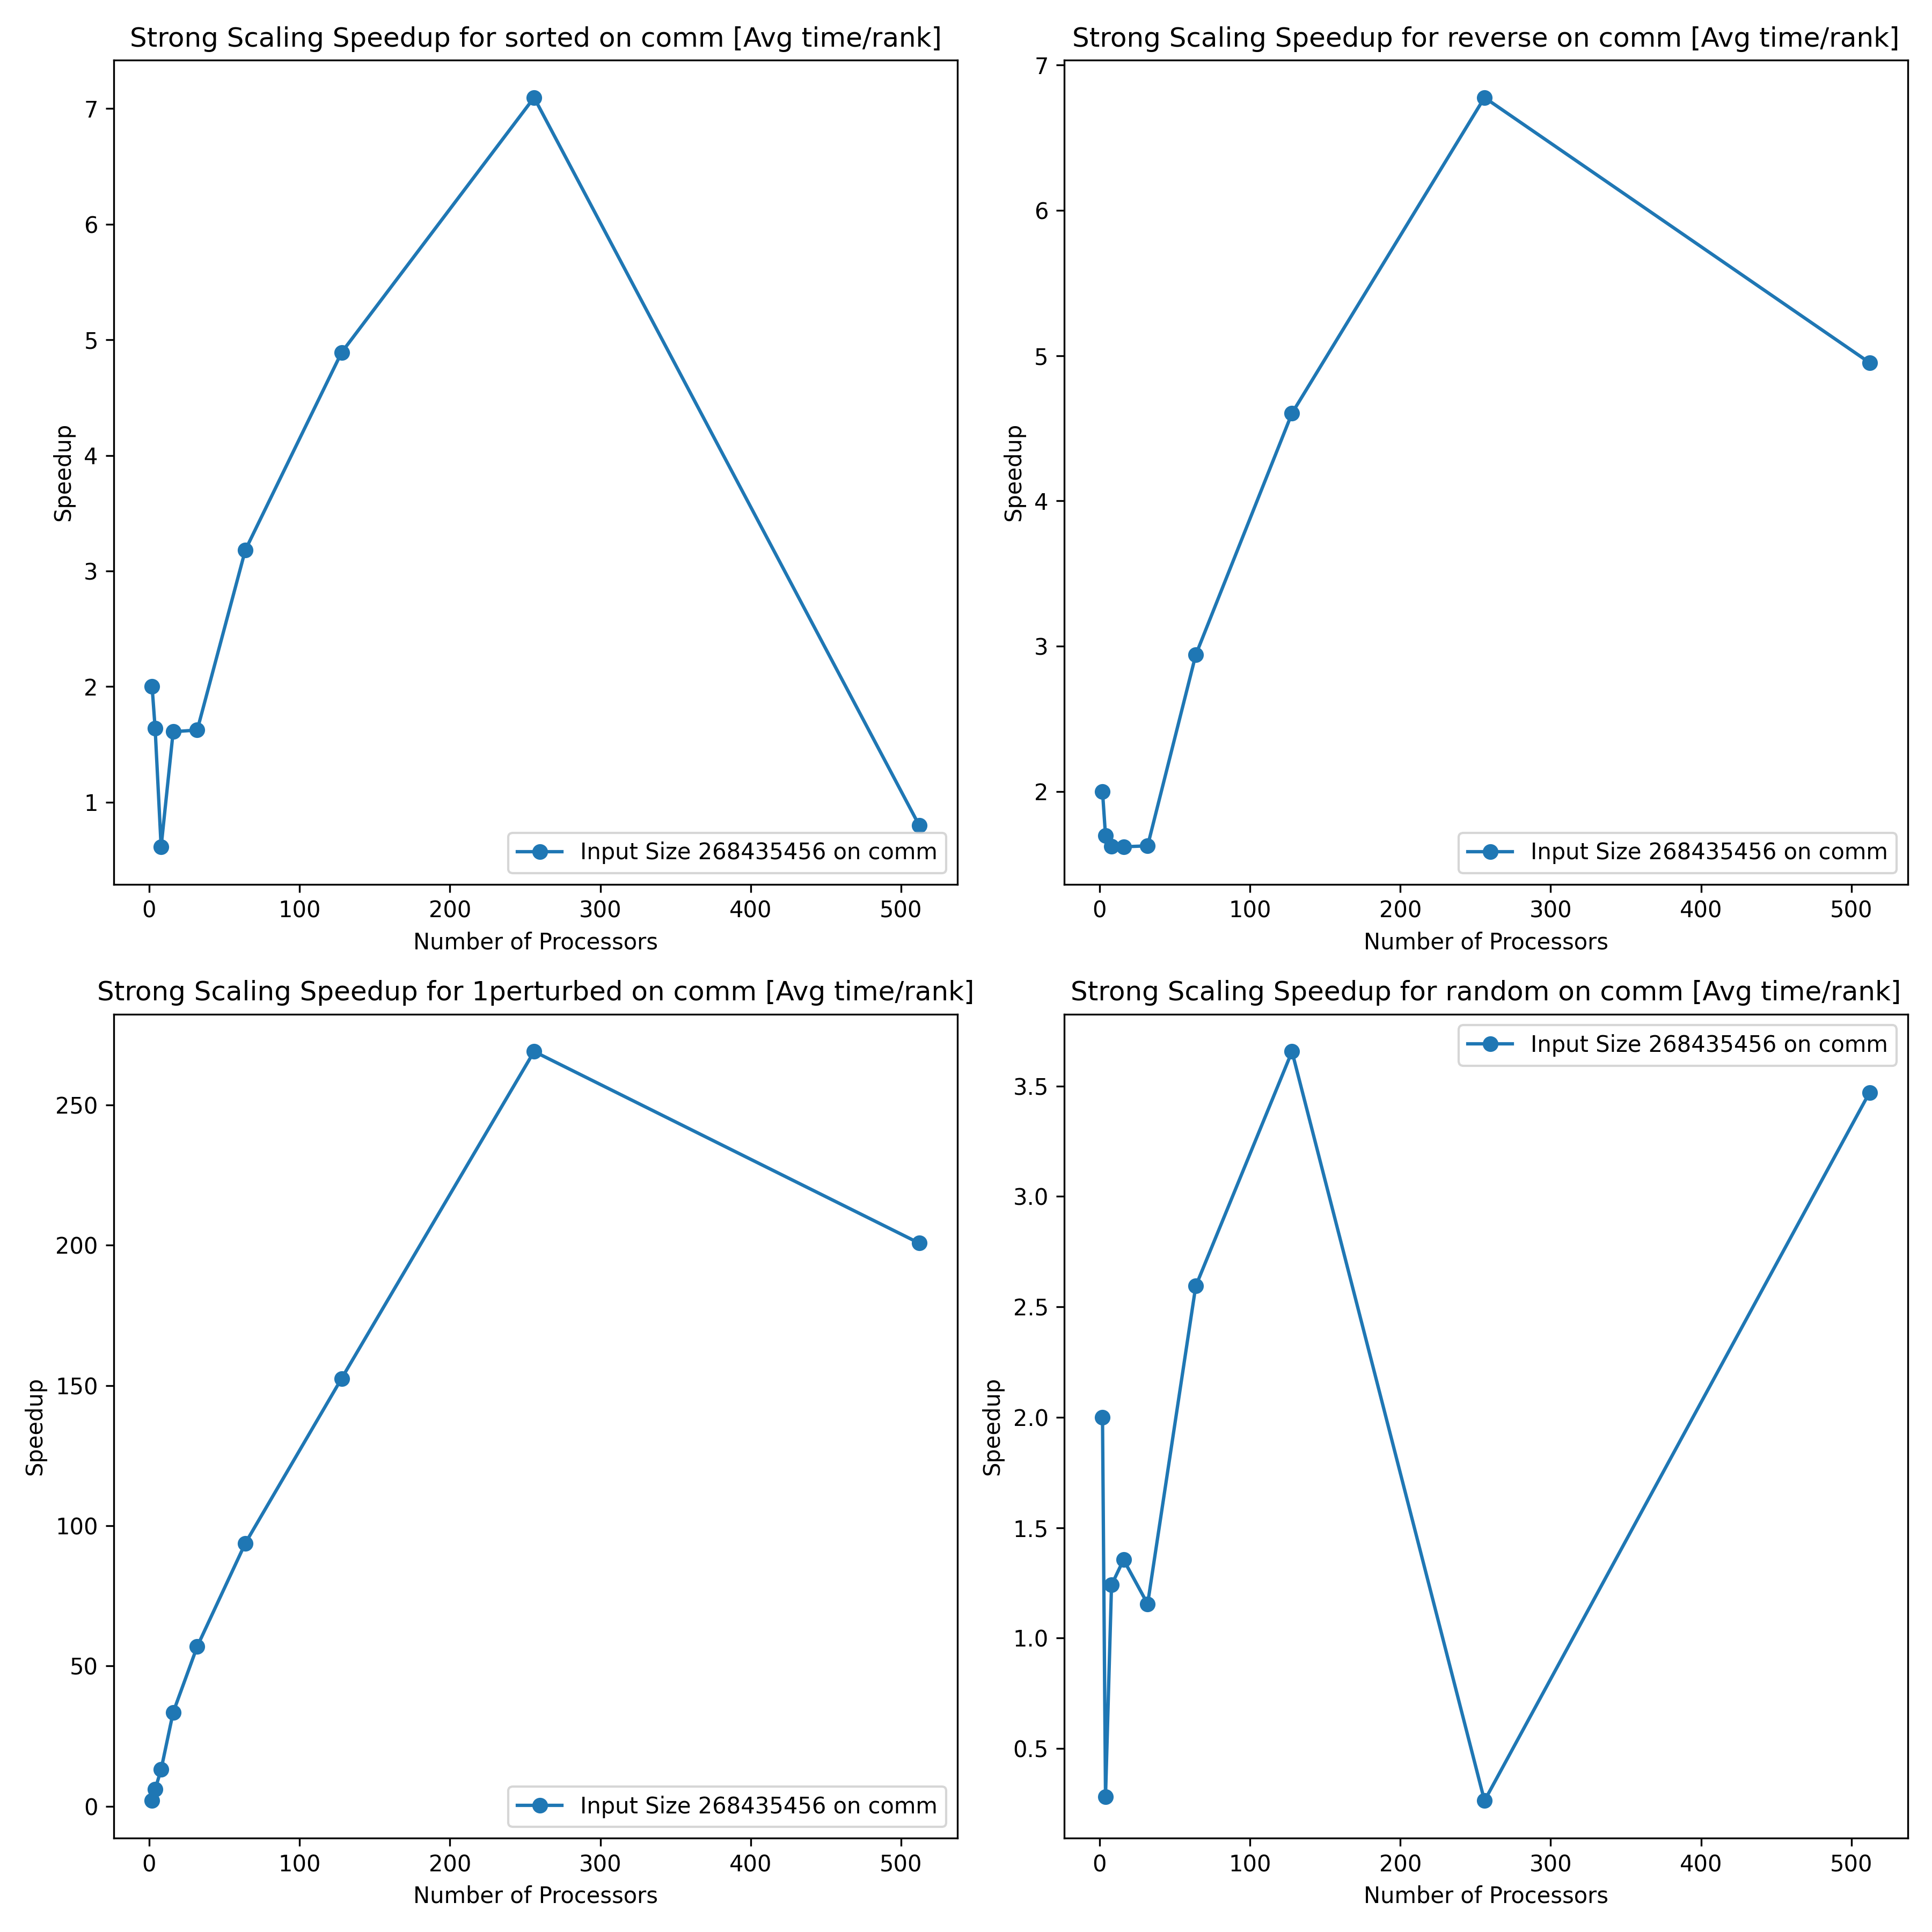 Strong Scaling Speedup for sorted on comm [Avg time/rank]
7
6
5
4
3
2
1
Speedup
Input Size 268435456 on comm
0 100 200 300 400 500
Number of Processors
Strong Scaling Speedup for reverse on comm [Avg time/rank]
7
6
5
4
3
2
Speedup
Input Size 268435456 on comm
0 100 200 300 400 500
Number of Processors
Strong Scaling Speedup for 1perturbed on comm [Avg time/rank]
250
200
150
100
50
0
Speedup
Input Size 268435456 on comm
0 100 200 300 400 500
Number of Processors
Strong Scaling Speedup for random on comm [Avg time/rank]
Input Size 268435456 on comm
3.5
3.0
2.5
2.0
1.5
1.0
0.5
Speedup
0 100 200 300 400 500
Number of Processors